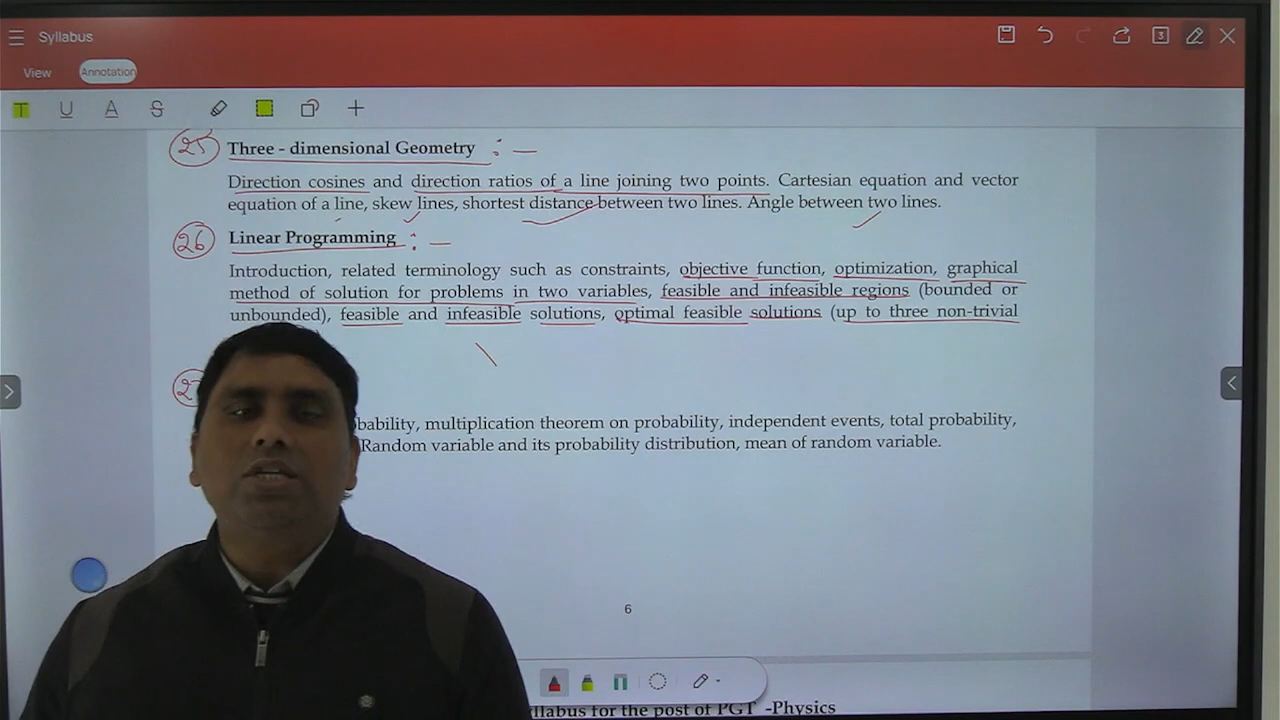 Syllabus
3
View
Annotation
T U A S
25 Three - dimensional Geometry : —
Direction cosines and direction ratios of a line joining two points. Cartesian equation and vector
equation of a line, skew lines, shortest distance between two lines. Angle between two lines.
26 Linear Programming : —
Introduction, related terminology such as constraints, objective function, optimization, graphical
method of solution for problems in two variables, feasible and infeasible regions (bounded or
unbounded), feasible and infeasible solutions, optimal feasible solutions (up to three non-trivial
bability, multiplication theorem on probability, independent events, total probability,
Random variable and its probability distribution, mean of random variable.
6
for the post of PGT -Physics